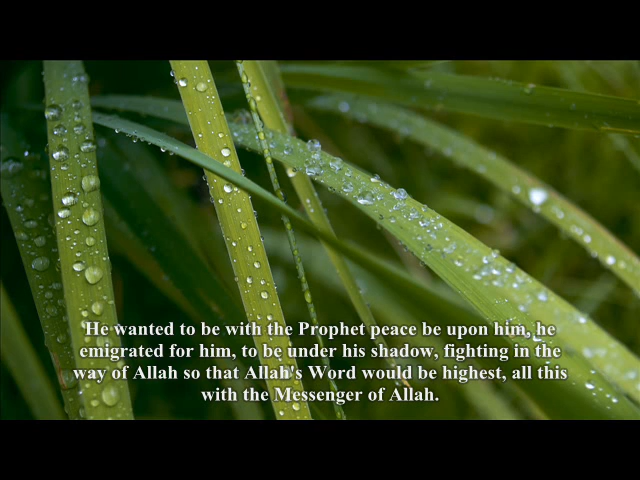 He wanted to be with the Prophet peace be upon him, he
emigrated for him, to be under his shadow, fighting in the
way of Allah so that Allah's Word would be highest, all this
with the Messenger of Allah.